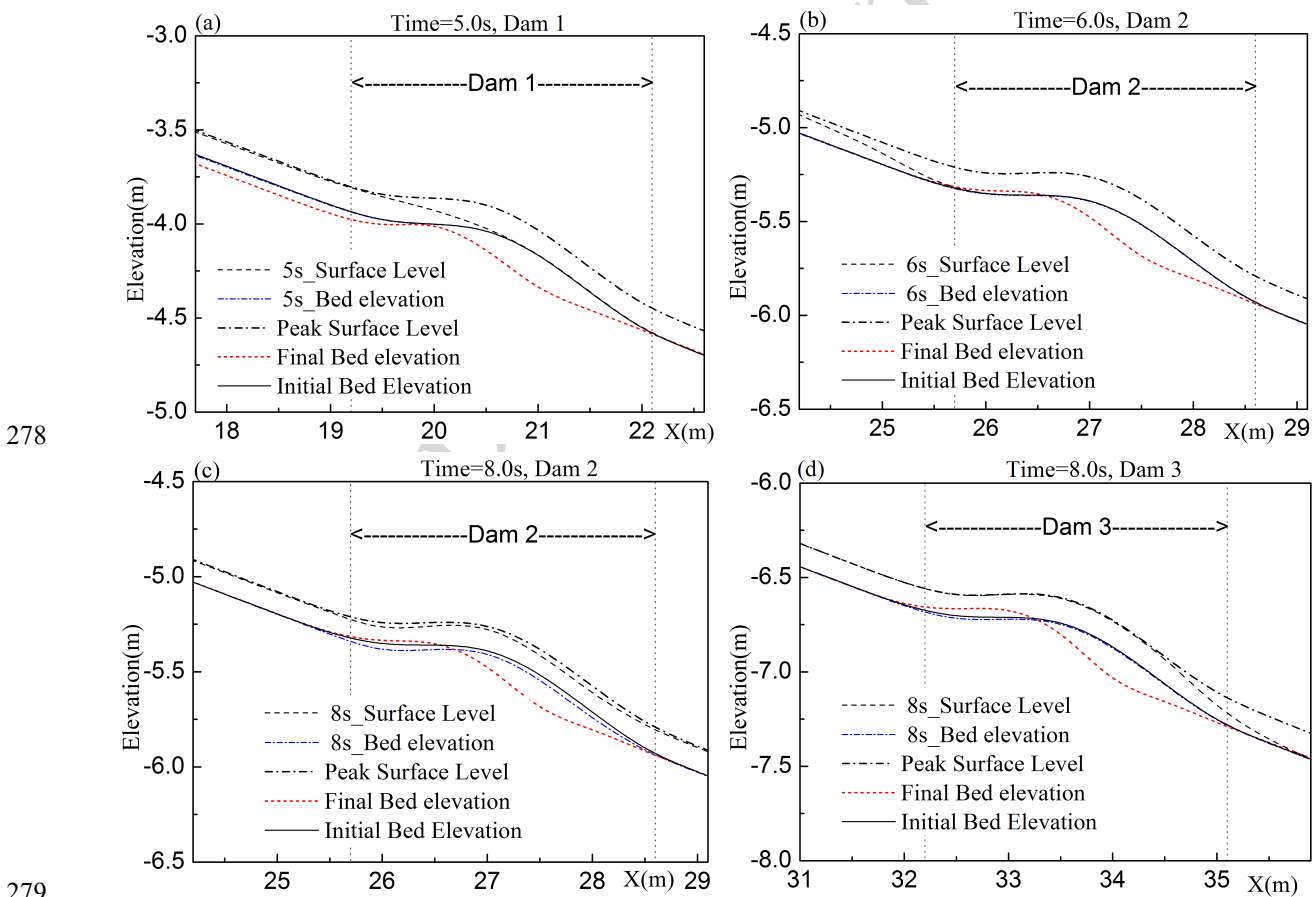 (a)
Time=5.0s, Dam 1
-3.0
-3.5
-4.0
-4.5
-5.0
Elevation(m)
<-----------Dam 1------------->
5s_Surface Level
5s_Bed elevation
Peak Surface Level
Final Bed elevation
Initial Bed Elevation
18 19 20 21 22 X(m)
278
(b)
Time=6.0s, Dam 2
-4.5
-5.0
-5.5
-6.0
-6.5
Elevation(m)
<-----------Dam 2------------->
6s_Surface Level
6s_Bed elevation
Peak Surface Level
Final Bed elevation
Initial Bed Elevation
25 26 27 28 X(m) 29
(c)
Time=8.0s, Dam 2
-4.5
-5.0
-5.5
-6.0
-6.5
Elevation(m)
<-----------Dam 2------------->
8s_Surface Level
8s_Bed elevation
Peak Surface Level
Final Bed elevation
Initial Bed Elevation
25 26 27 28 X(m) 29
279
(d)
Time=8.0s, Dam 3
-6.0
-6.5
-7.0
-7.5
-8.0
Elevation(m)
<-----------Dam 3------------->
8s_Surface Level
8s_Bed elevation
Peak Surface Level
Final Bed elevation
Initial Bed Elevation
31 32 33 34 35 X(m)